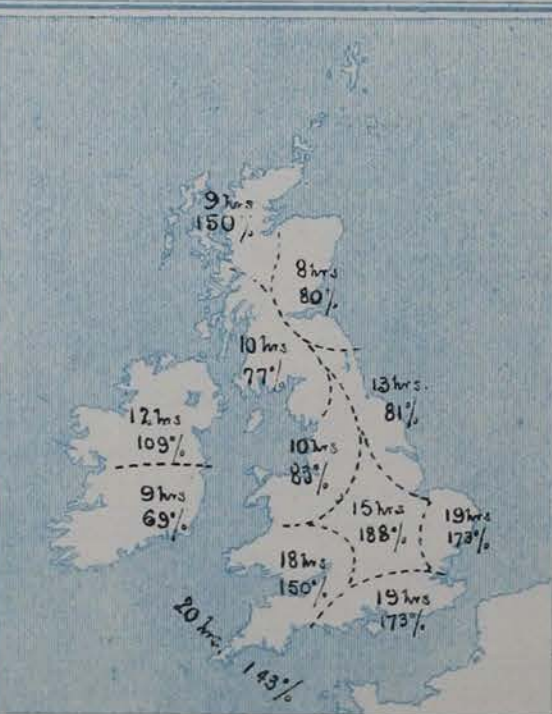 9 hrs
150%
8 hrs
80%
10 hrs
77%
13 hrs.
81%
12 hrs
109%
10 hrs
83%
9 hrs
69%
15 hrs
188%
19 hrs
173%
18 hrs
150%
19 hrs
173%
20 hrs.
143%